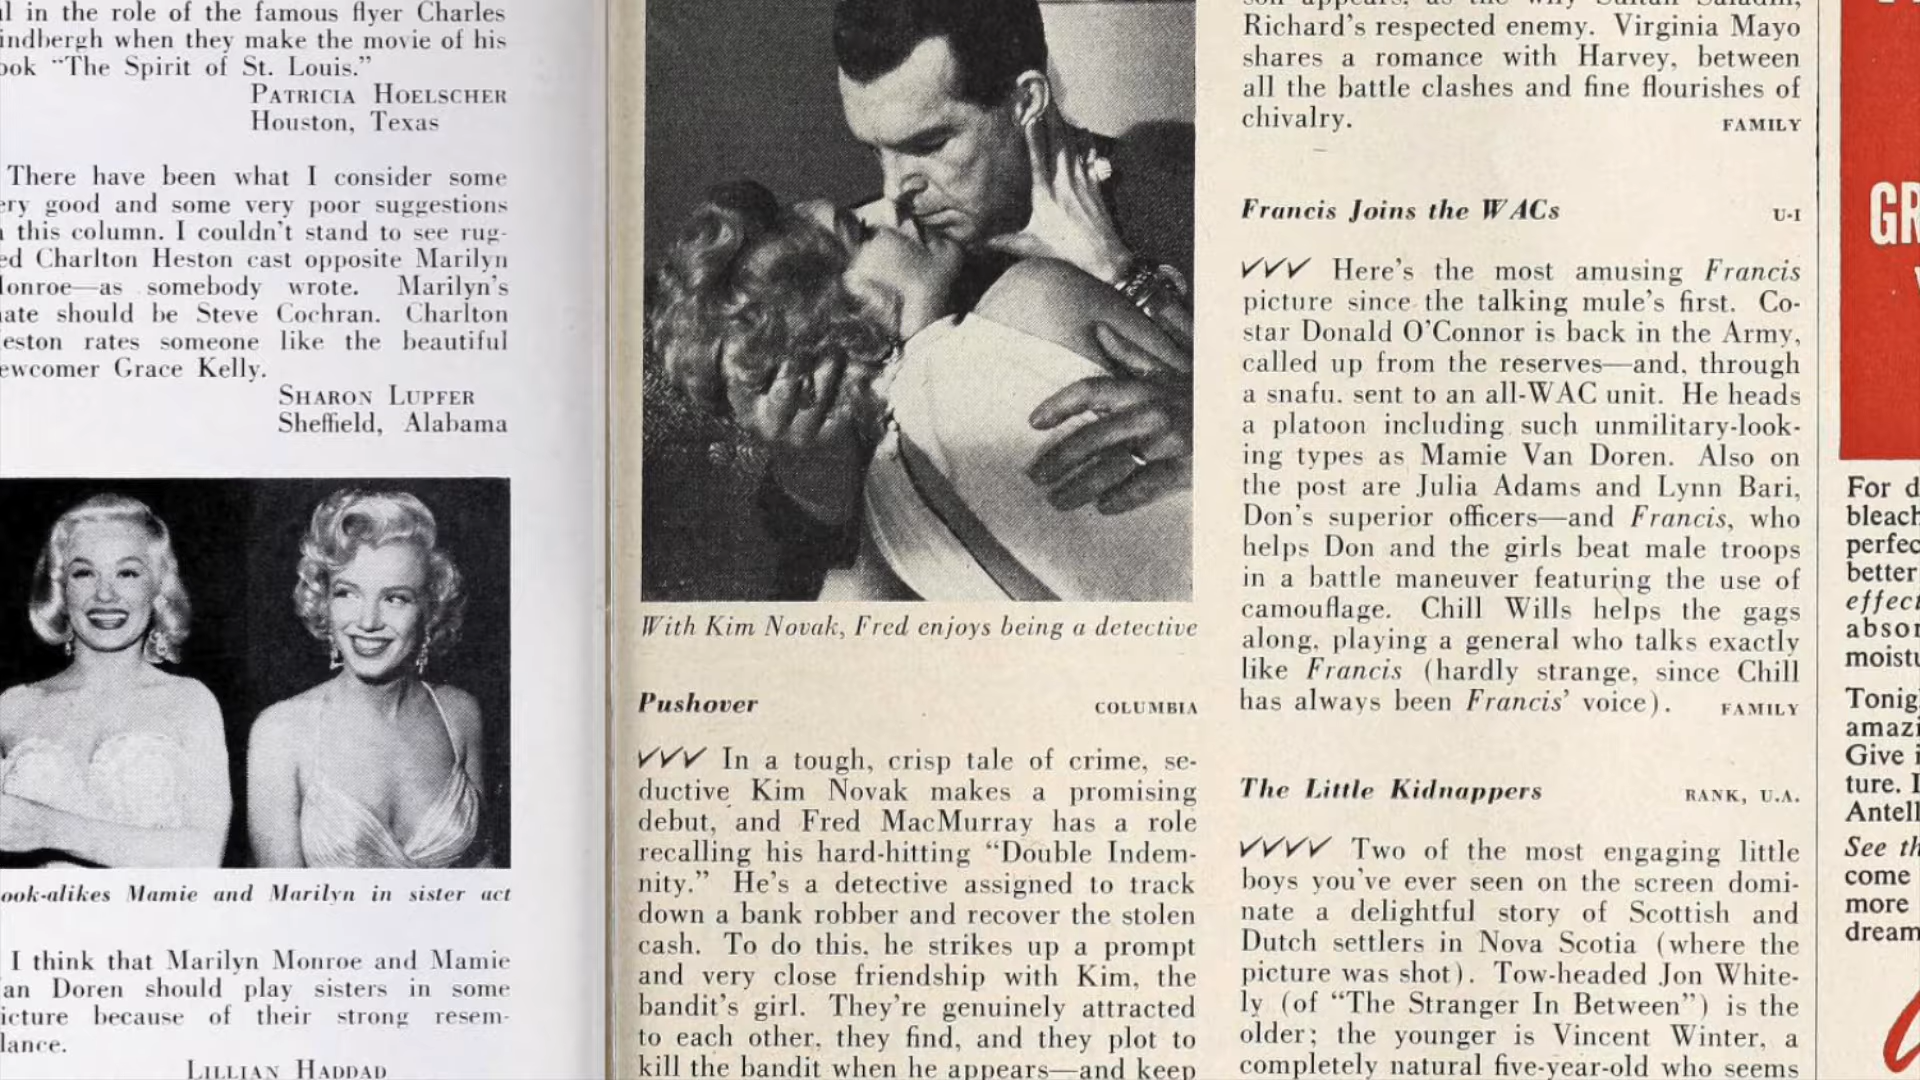 l in the role of the famous flyer Charles
indbergh when they make the movie of his
ook “The Spirit of St. Louis.”
PATRICIA HOELSCHER
Houston, Texas
There have been what I consider some
ery good and some very poor suggestions
this column. I couldn't stand to see rug-
ed Charlton Heston cast opposite Marilyn
onroe—as somebody wrote. Marilyn's
ate should be Steve Cochran. Charlton
eston rates someone like the beautiful
ewcomer Grace Kelly.
SHARON LUPFER
Sheffield, Alabama
ook-alikes Mamie and Marilyn in sister act
I think that Marilyn Monroe and Mamie
an Doren should play sisters in some
icture because of their strong resem-
lance.
LILLIAN HADDAD
With Kim Novak, Fred enjoys being a detective
Pushover COLUMBIA
✓✓✓ In a tough, crisp tale of crime, se-
ductive Kim Novak makes a promising
debut, and Fred MacMurray has a role
recalling his hard-hitting “Double Indem-
nity.” He's a detective assigned to track
down a bank robber and recover the stolen
cash. To do this, he strikes up a prompt
and very close friendship with Kim, the
bandit's girl. They're genuinely attracted
to each other, they find, and they plot to
kill the bandit when he appears—and keep
Richard's respected enemy. Virginia Mayo
shares a romance with Harvey, between
all the battle clashes and fine flourishes of
chivalry. FAMILY
Francis Joins the WACs U-I
✓✓✓ Here's the most amusing Francis
picture since the talking mule's first. Co-
star Donald O'Connor is back in the Army,
called up from the reserves—and, through
a snafu. sent to an all-WAC unit. He heads
a platoon including such unmilitary-look-
ing types as Mamie Van Doren. Also on
the post are Julia Adams and Lynn Bari,
Don's superior officers—and Francis, who
helps Don and the girls beat male troops
in a battle maneuver featuring the use of
camouflage. Chill Wills helps the gags
along, playing a general who talks exactly
like Francis (hardly strange, since Chill
has always been Francis' voice). FAMILY
The Little Kidnappers RANK, U.A.
✓✓✓✓ Two of the most engaging little
boys you've ever seen on the screen domi-
nate a delightful story of Scottish and
Dutch settlers in Nova Scotia (where the
picture was shot). Tow-headed Jon White-
ly (of “The Stranger In Between”) is the
older; the younger is Vincent Winter, a
completely natural five-year-old who seems
GR
For d
bleach
perfec
better
effect
absor
moistu
Tonig
amazi
Give i
ture. I
Antell
See th
come
more
dream